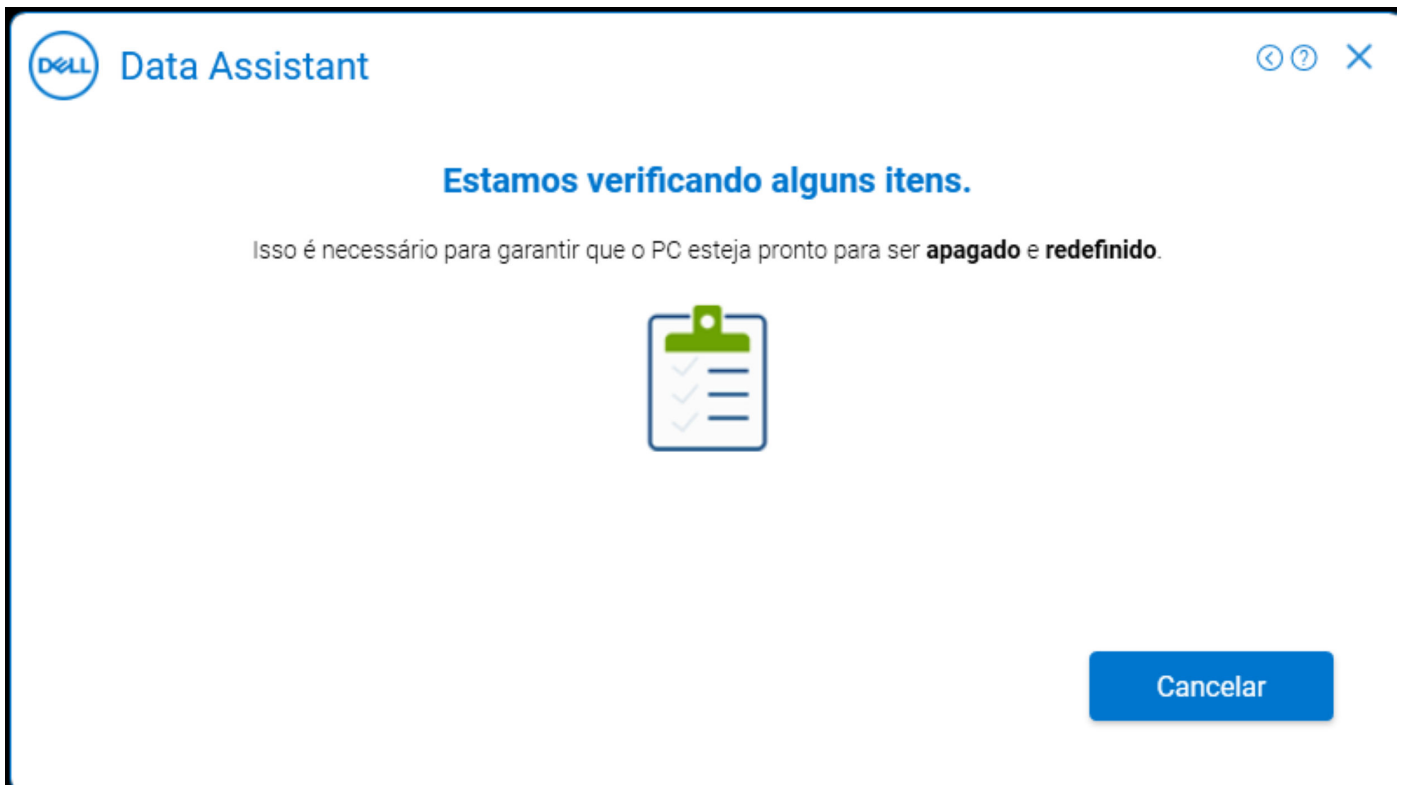 DELL Data Assistant
Estamos verificando alguns itens.
Isso é necessário para garantir que o PC esteja pronto para ser apagado e redefinido.
Cancelar